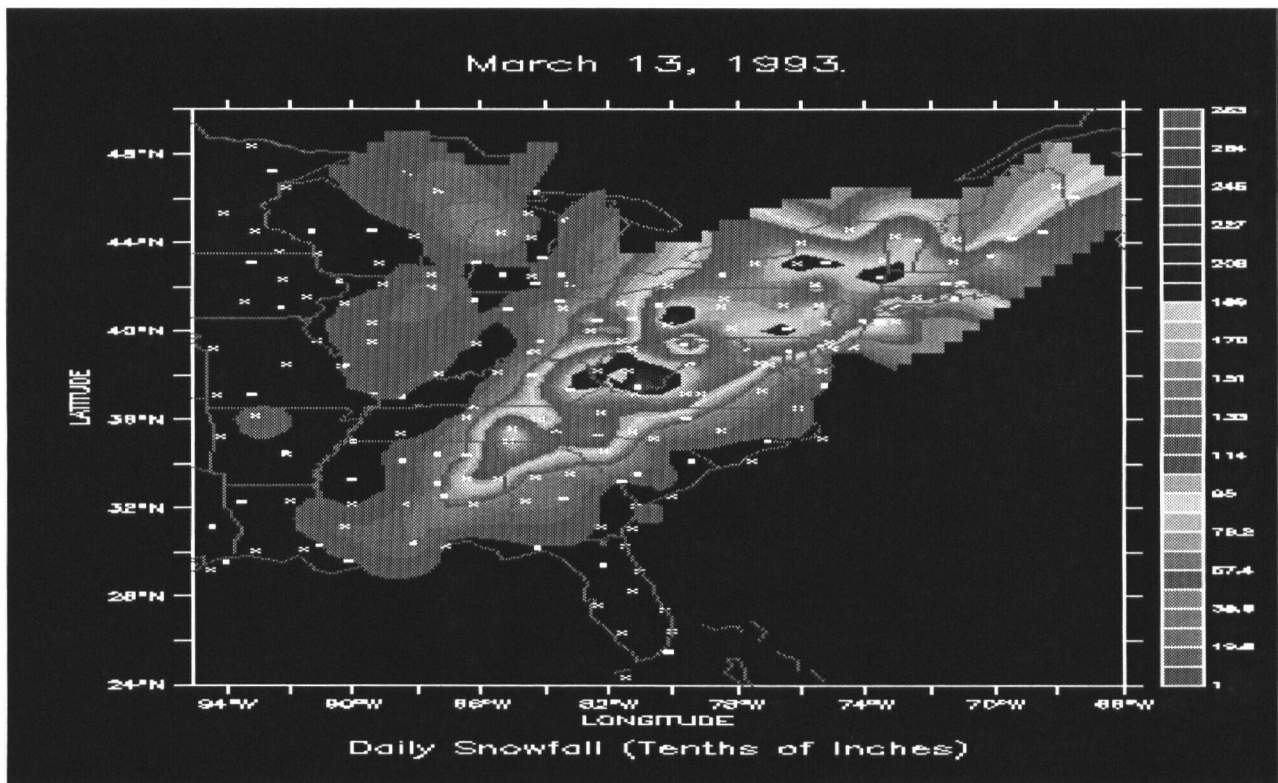 March 13, 1993.
48°N
44°N
40°N
36°N
32°N
28°N
24°N
LATITUDE
94°W 90°W 86°W 82°W 78°W 74°W 70°W 66°W
LONGITUDE
Daily Snowfall (Tenths of Inches)
283
264
245
227
208
189
170
151
133
114
95
76.2
57.4
38.6
19.8
1